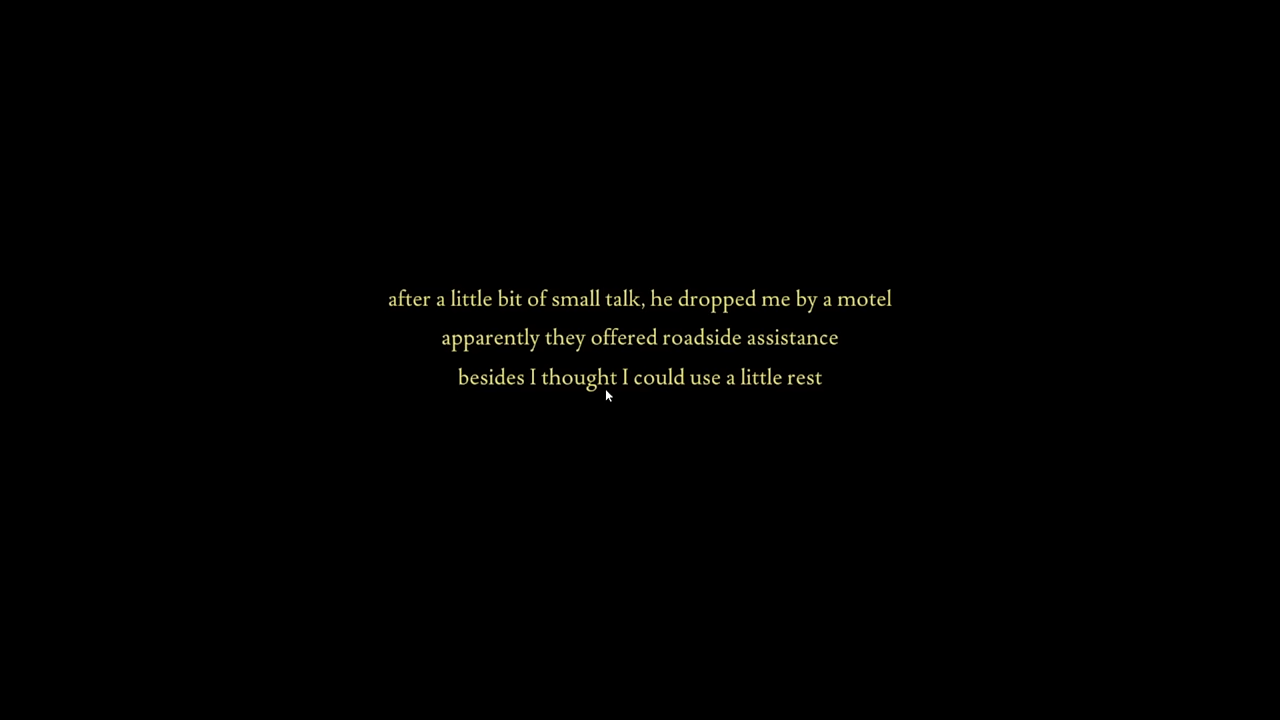 after a little bit of small talk, he dropped me by a motel
apparently they offered roadside assistance
besides I thought I could use a little rest